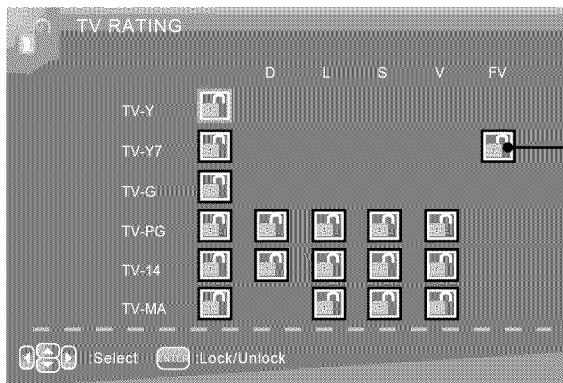 TV RATING
D L S V FV
TV-Y
TV-Y7
TV-G
TV-PG
TV-14
TV-MA
:Select ENTER :Lock/Unlock